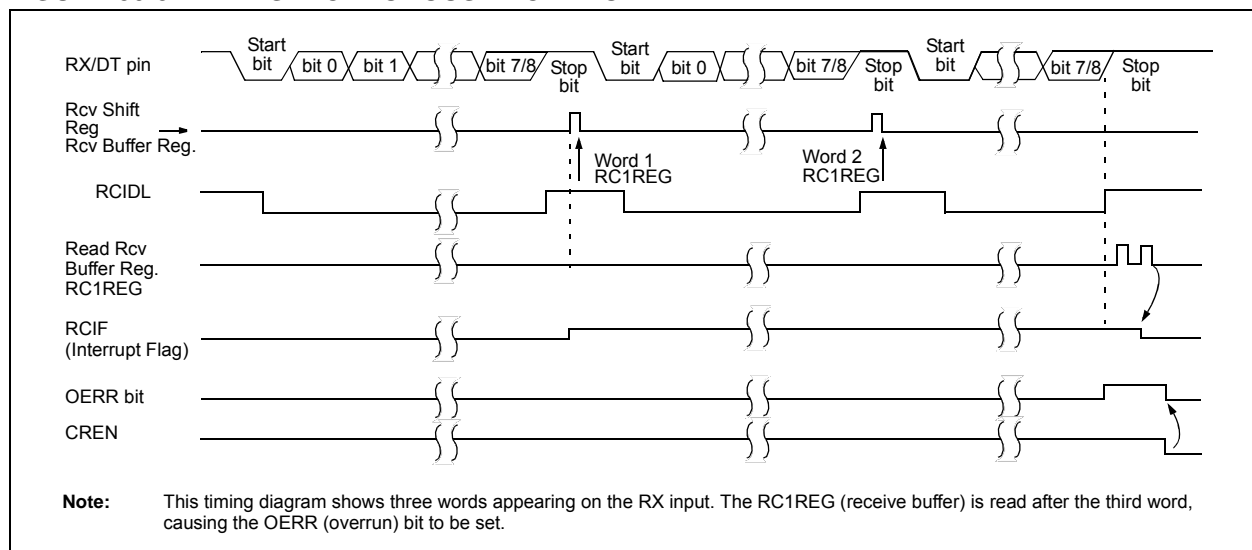 Start
bit
bit 0
bit 1
bit 7/8
Stop
bit
Start
bit
bit 0
bit 7/8
Stop
bit
Start
bit
bit 7/8
Stop
bit
RX/DT pin
Rcv Shift
Reg
Rcv Buffer Reg.
Word 1
RC1REG
Word 2
RC1REG
RCIDL
Read Rcv
Buffer Reg.
RC1REG
RCIF
(Interrupt Flag)
OERR bit
CREN
Note: This timing diagram shows three words appearing on the RX input. The RC1REG (receive buffer) is read after the third word,
causing the OERR (overrun) bit to be set.